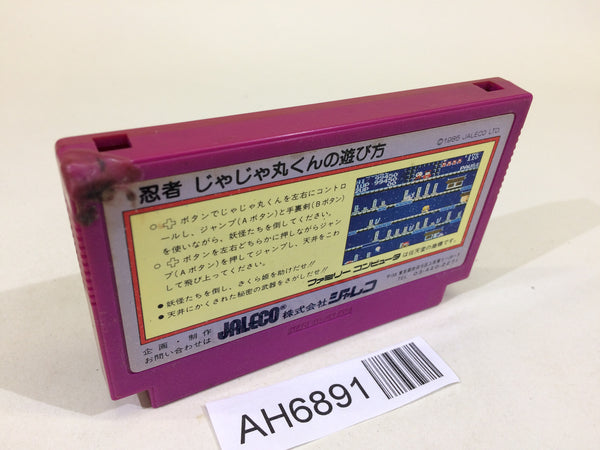 ©1985 JALECO LTD.
忍者 じゃじゃ丸くんの遊び方
○✛ボタンでじゃじゃ丸くんを左右にコントロ
ールし、ジャンプ(Aボタン)と手裏剣(Bボタン)
を使いながら、妖怪たちを倒してください。
○✛ボタンを左右どちらかに押しながらジャン
プ(Aボタン)を押してジャンプし、天井をこわ
して飛び上ってください。
●妖怪たちを倒し、さくら姫を助けだせ!!
●天井にかくされた秘密の武器をさがしだせ!!
ファミリーコンピュータは任天堂の商標です。
企画・制作
お問い合わせは
JALECO® 株式会社 ジャレコ
AH6891